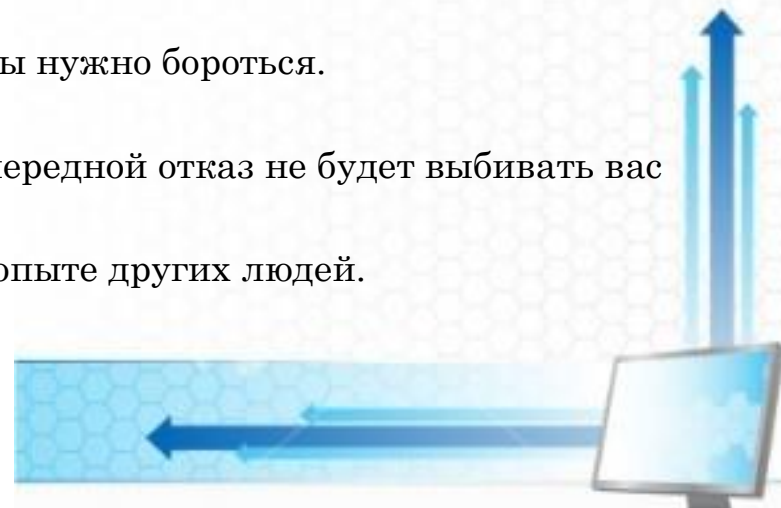 ы нужно бороться.
чередной отказ не будет выбивать вас
опыте других людей.